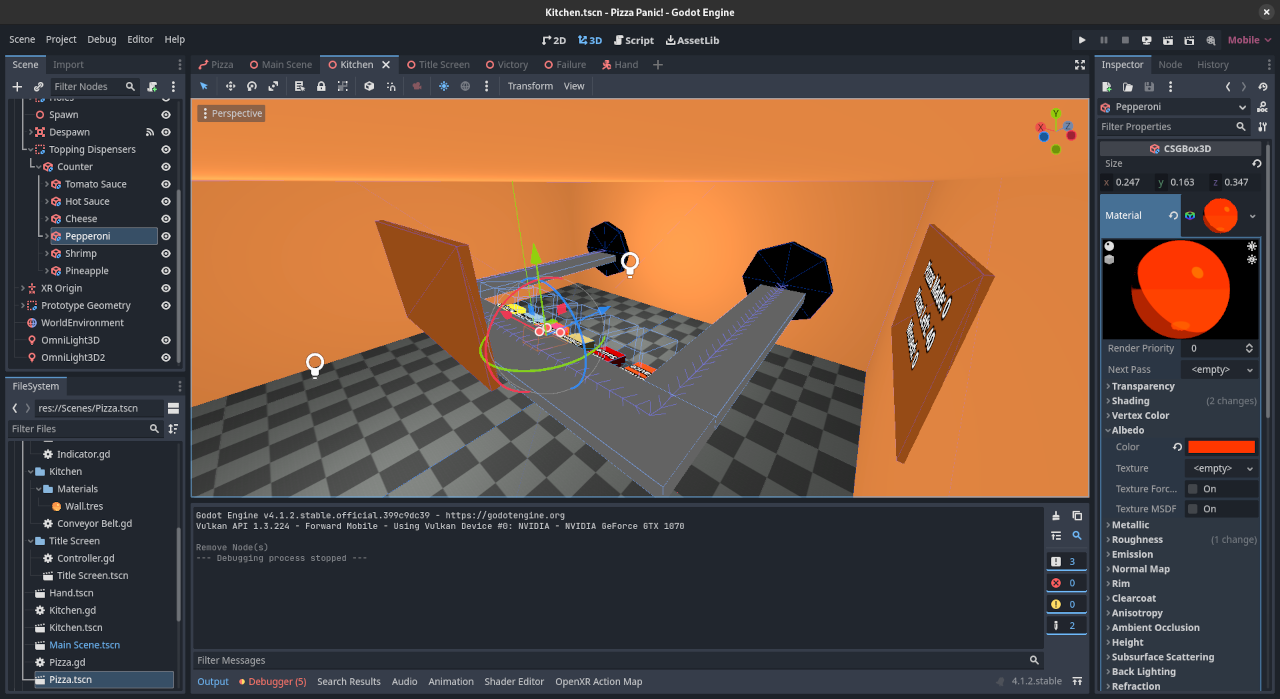 Kitchen.tscn - Pizza Panic! - Godot Engine
Scene Project Debug Editor Help
2D 3D Script AssetLib
Mobile
Scene Import
Filter Nodes
Holes
Spawn
Despawn
Topping Dispensers
Counter
Tomato Sauce
Hot Sauce
Cheese
Pepperoni
Shrimp
Pineapple
XR Origin
Prototype Geometry
WorldEnvironment
OmniLight3D
OmniLight3D2
FileSystem
res://Scenes/Pizza.tscn
Filter Files
Indicator.gd
Kitchen
Materials
Wall.tres
Conveyor Belt.gd
Title Screen
Controller.gd
Title Screen.tscn
Hand.tscn
Kitchen.gd
Kitchen.tscn
Main Scene.tscn
Pizza.gd
Pizza.tscn
Pizza Main Scene Kitchen Title Screen Victory Failure Hand
Transform View
Perspective
Y
X
Z
Godot Engine v4.1.2.stable.official.399c9dc39 - https://godotengine.org
Vulkan API 1.3.224 - Forward Mobile - Using Vulkan Device #0: NVIDIA - NVIDIA GeForce GTX 1070
Remove Node(s)
--- Debugging process stopped ---
3
0
0
2
Filter Messages
Output Debugger (5) Search Results Audio Animation Shader Editor OpenXR Action Map
4.1.2.stable
Inspector Node History
Pepperoni
DOC
Filter Properties
CSGBox3D
Size
x 0.247 y 0.163 z 0.347
Material
Render Priority 0
Next Pass <empty>
Transparency
Shading (2 changes)
Vertex Color
Albedo
Color
Texture <empty>
Texture Forc... On
Texture MSDF On
Metallic
Roughness (1 change)
Emission
Normal Map
Rim
Clearcoat
Anisotropy
Ambient Occlusion
Height
Subsurface Scattering
Back Lighting
Refraction